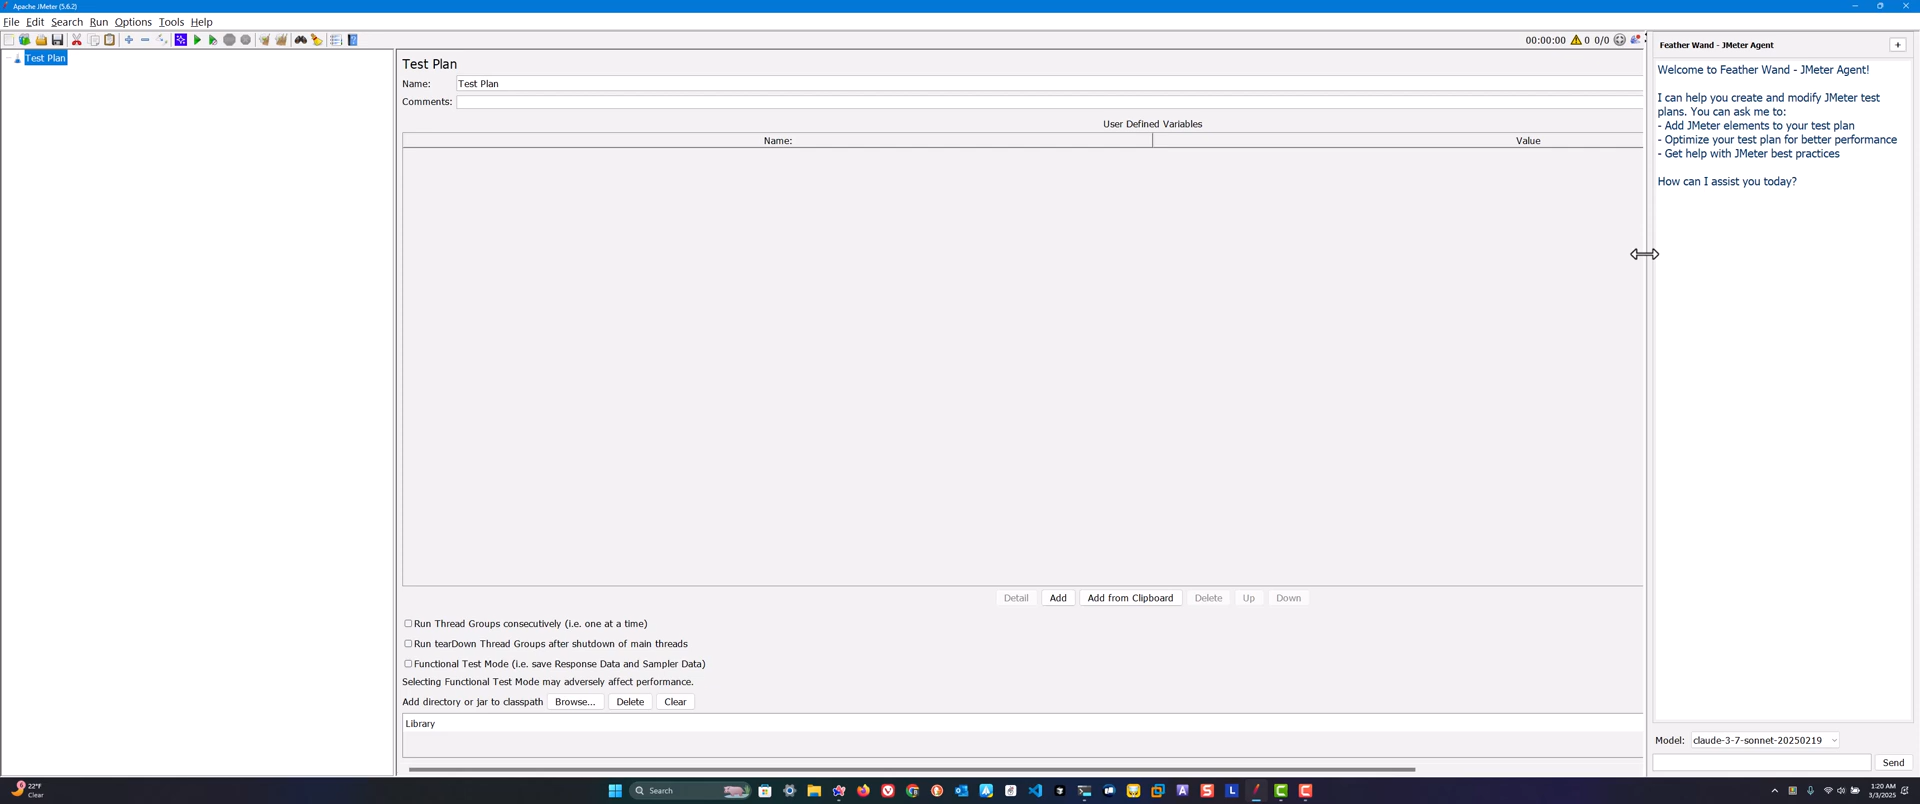 Apache JMeter (5.6.2)
File Edit Search Run Options Tools Help
00:00:00 0 0/0
Test Plan
Test Plan
Name: Test Plan
Comments:
User Defined Variables
Name: Value
Detail Add Add from Clipboard Delete Up Down
Run Thread Groups consecutively (i.e. one at a time)
Run tearDown Thread Groups after shutdown of main threads
Functional Test Mode (i.e. save Response Data and Sampler Data)
Selecting Functional Test Mode may adversely affect performance.
Add directory or jar to classpath Browse... Delete Clear
Library
Feather Wand - JMeter Agent +
Welcome to Feather Wand - JMeter Agent!
I can help you create and modify JMeter test
plans. You can ask me to:
- Add JMeter elements to your test plan
- Optimize your test plan for better performance
- Get help with JMeter best practices
How can I assist you today?
Model: claude-3-7-sonnet-20250219
Send
22°F
Clear
Search
1:20 AM
3/3/2025